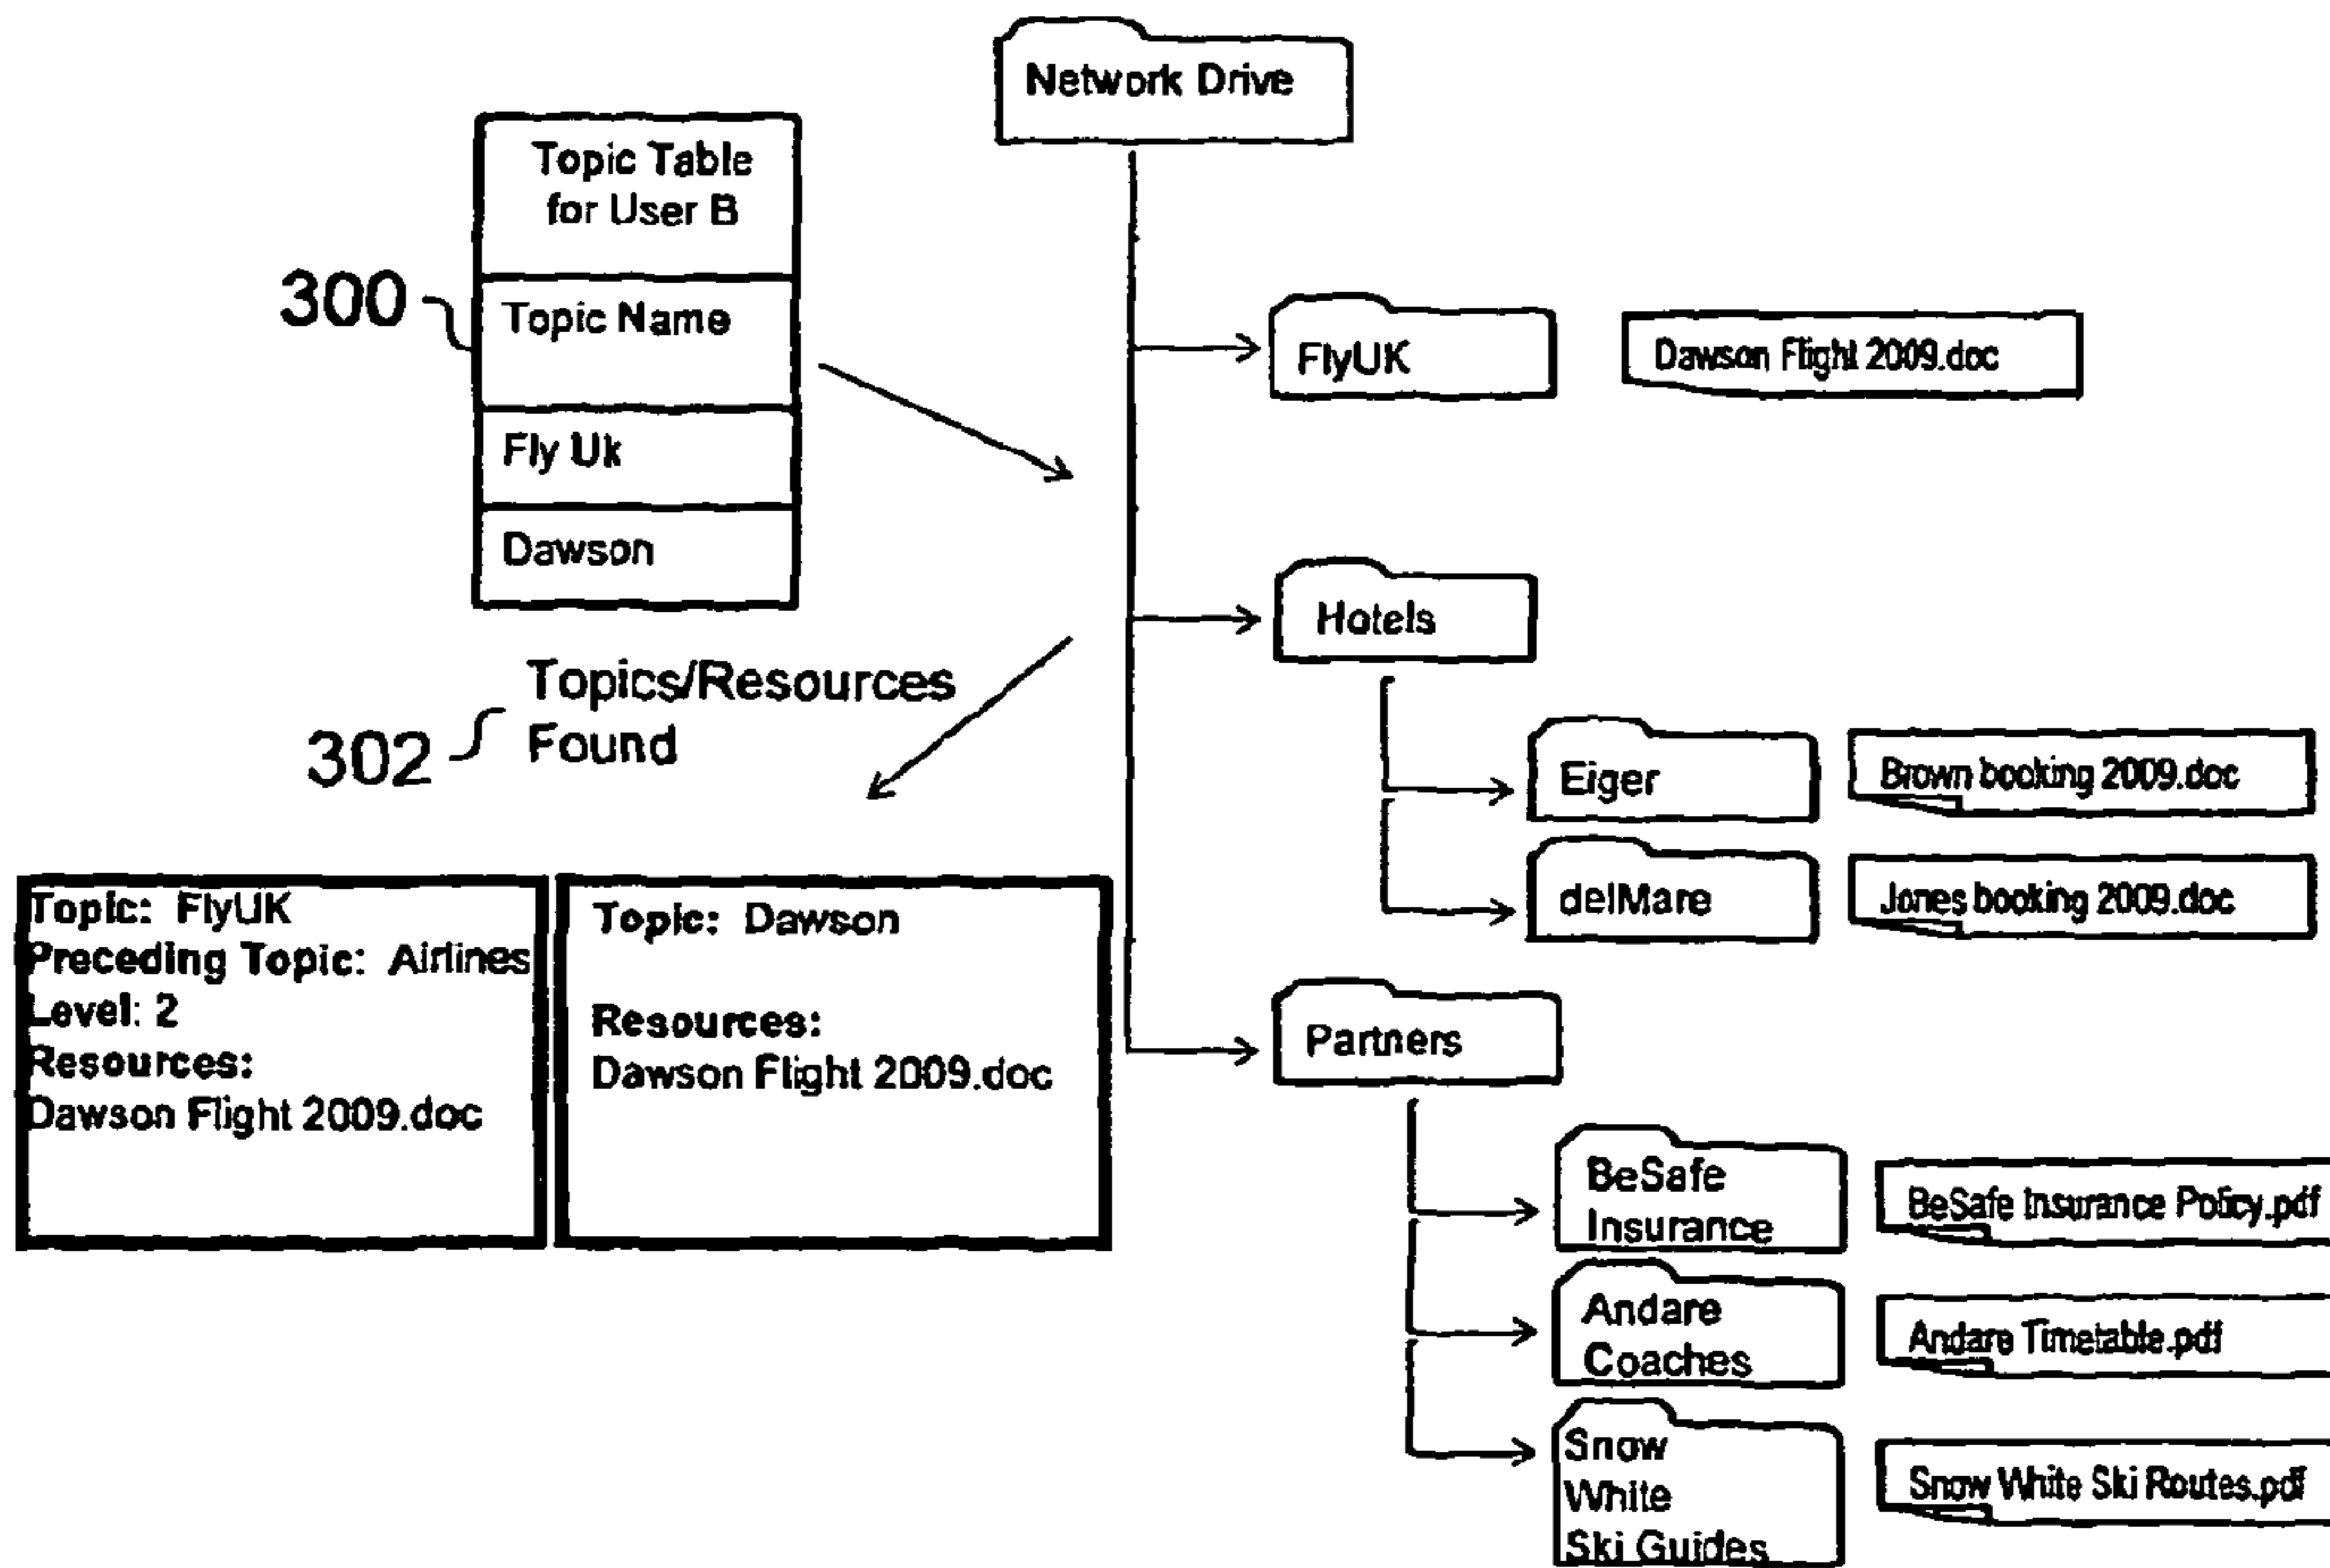 Network Drive
Topic Table
for User B
300
Topic Name
Fly Uk
Dawson
FlyUK
Dawson Flight 2009.doc
Hotels
302
Topics/Resources
Found
Eiger
Brown booking 2009.doc
delMare
Jones booking 2009.doc
Topic: FlyUK
Preceding Topic: Airlines
Level: 2
Resources:
Dawson Flight 2009.doc
Topic: Dawson
Resources:
Dawson Flight 2009.doc
Partners
BeSafe
Insurance
BeSafe Insurance Policy.pdf
Andare
Coaches
Andare Timetable.pdf
Snow
White
Ski Guides
Snow White Ski Routes.pdf